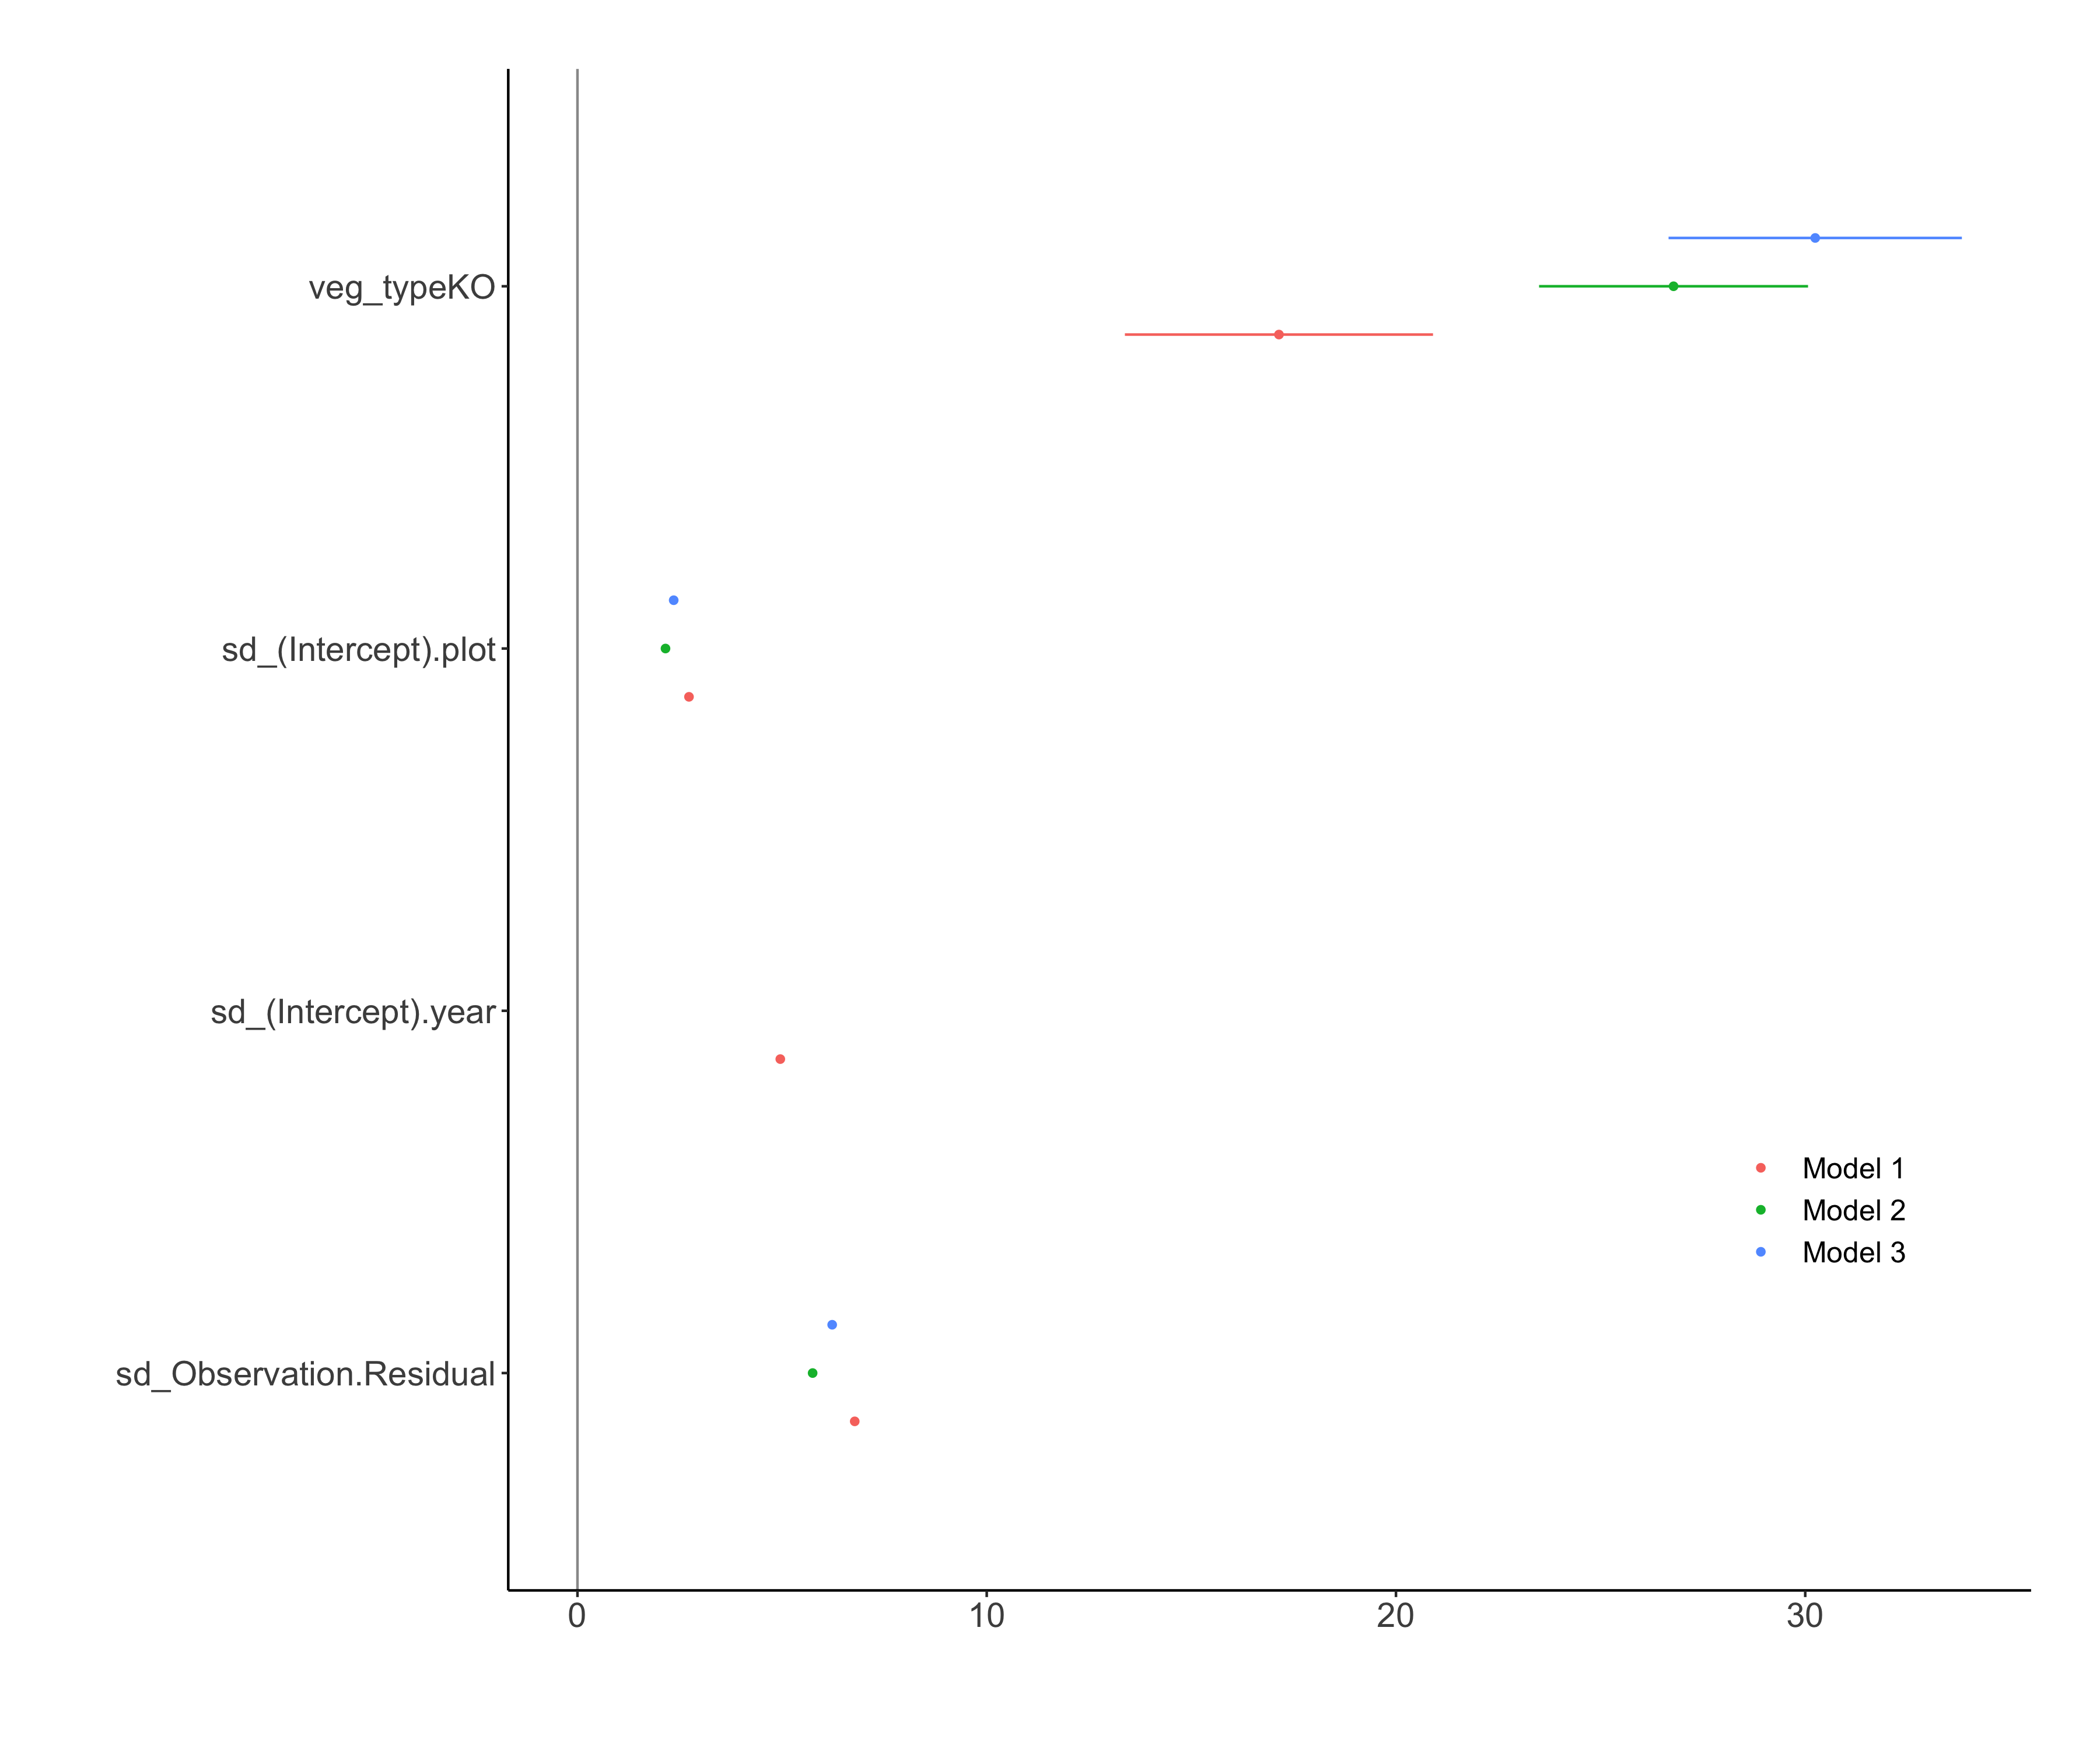 veg_typeKO
sd_(Intercept).plot
sd_(Intercept).year
Model 1
Model 2
Model 3
sd_Observation.Residual
0 10 20 30